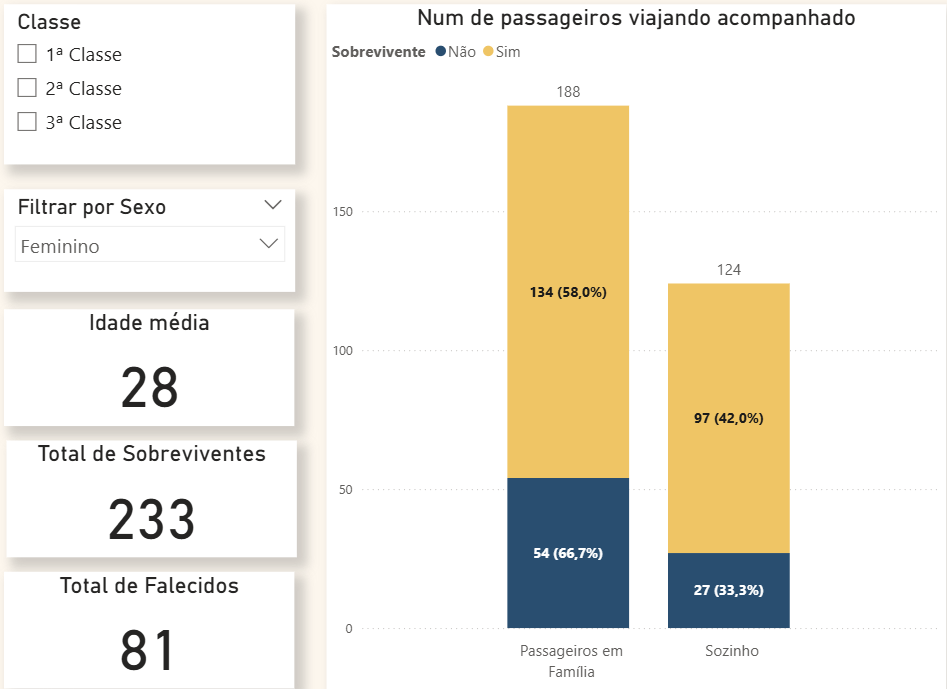 Classe
1ª Classe
2ª Classe
3ª Classe
Filtrar por Sexo
Feminino
Idade média
28
Total de Sobreviventes
233
Total de Falecidos
81
Num de passageiros viajando acompanhado
Sobrevivente Não Sim
188
150
124
134 (58,0%)
100
97 (42,0%)
50
54 (66,7%)
27 (33,3%)
0
Passageiros em
Família
Sozinho